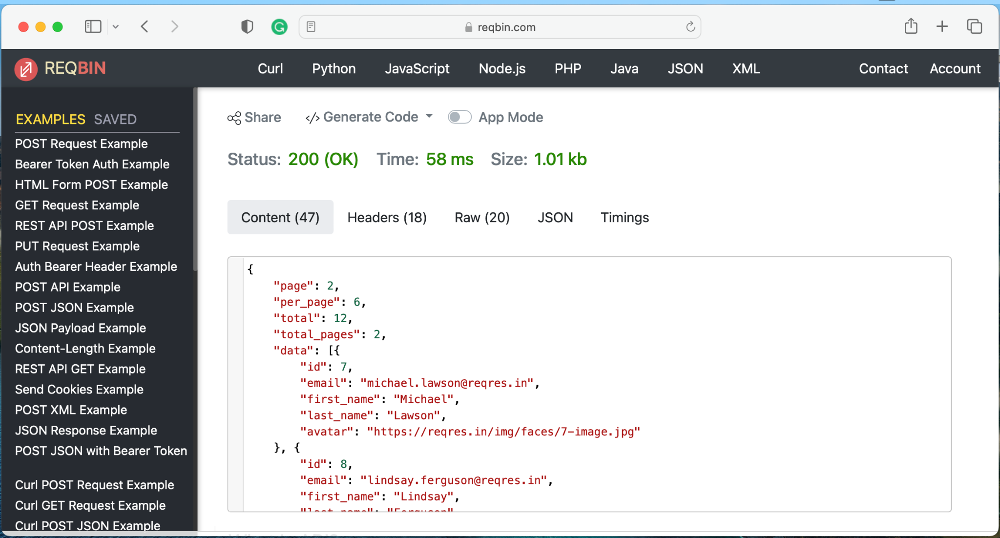 reqbin.com
REQBIN
Curl Python JavaScript Node.js PHP Java JSON XML Contact Account
EXAMPLES SAVED
POST Request Example
Bearer Token Auth Example
HTML Form POST Example
GET Request Example
REST API POST Example
PUT Request Example
Auth Bearer Header Example
POST API Example
POST JSON Example
JSON Payload Example
Content-Length Example
REST API GET Example
Send Cookies Example
POST XML Example
JSON Response Example
POST JSON with Bearer Token
Curl POST Request Example
Curl GET Request Example
Curl POST JSON Example
Share </> Generate Code App Mode
Status: 200 (OK) Time: 58 ms Size: 1.01 kb
Content (47) Headers (18) Raw (20) JSON Timings
{
"page": 2,
"per_page": 6,
"total": 12,
"total_pages": 2,
"data": [{
"id": 7,
"email": "michael.lawson@reqres.in",
"first_name": "Michael",
"last_name": "Lawson",
"avatar": "https://reqres.in/img/faces/7-image.jpg"
}, {
"id": 8,
"email": "lindsay.ferguson@reqres.in",
"first_name": "Lindsay",
"last_name": "Ferguson"